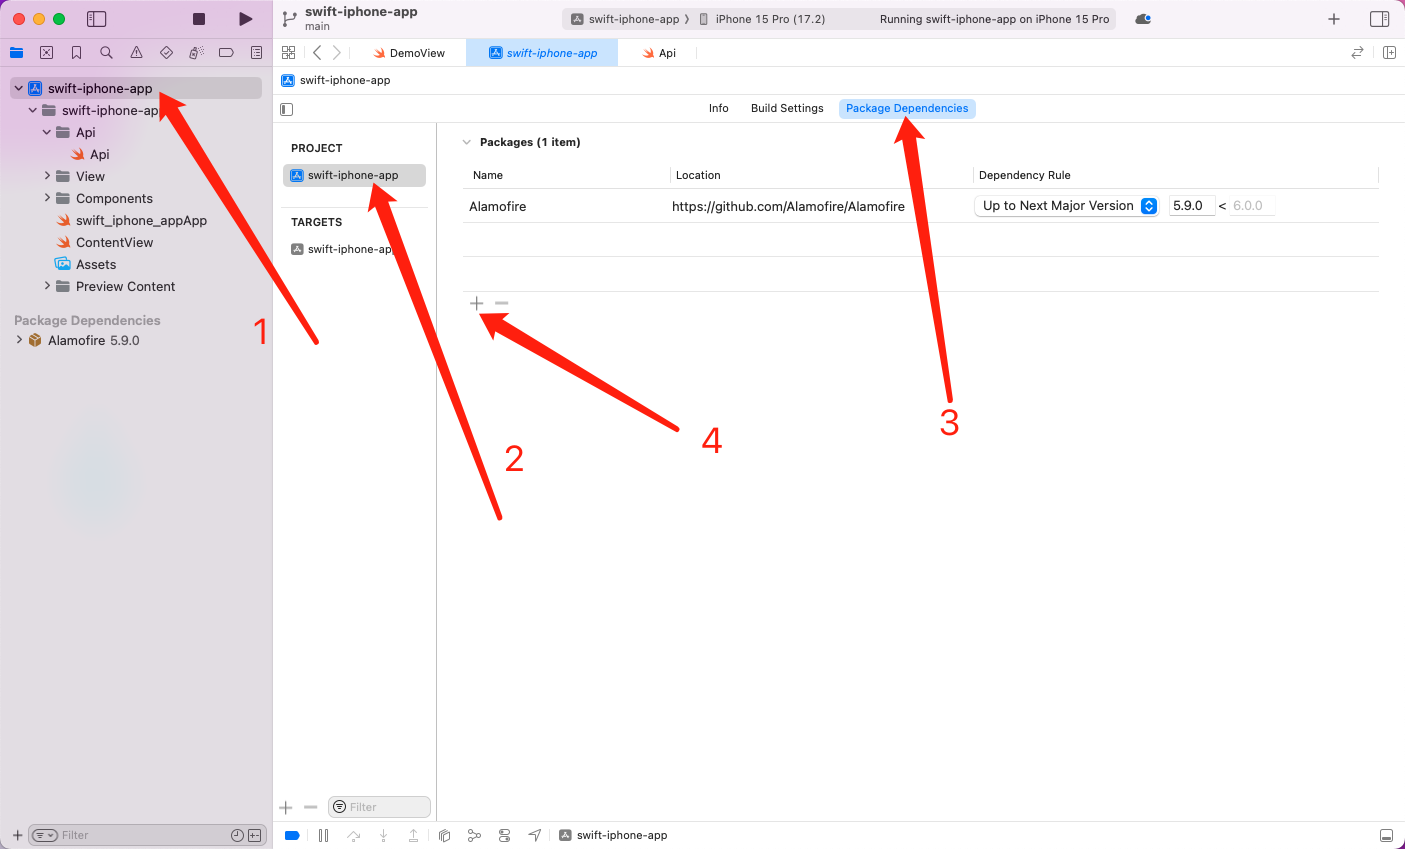 swift-iphone-app
main
swift-iphone-app
iPhone 15 Pro (17.2)
Running swift-iphone-app on iPhone 15 Pro
DemoView
swift-iphone-app
Api
swift-iphone-app
swift-iphone-app
swift-iphone-ap
Api
Api
View
Components
swift_iphone_appApp
ContentView
Assets
Preview Content
Package Dependencies
Alamofire 5.9.0
Filter
Info
Build Settings
Package Dependencies
PROJECT
swift-iphone-app
TARGETS
swift-iphone-app
Filter
Packages (1 item)
Name
Location
Dependency Rule
Alamofire
https://github.com/Alamofire/Alamofire
Up to Next Major Version
5.9.0 < 6.0.0
1
2
3
4
swift-iphone-app